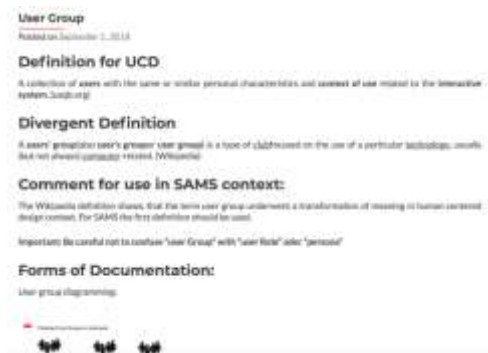 User Group
Posted on September 1, 2018
Definition for UCD
A collection of users with the same or similar personal characteristics and context of use related to the interactive
system. (uxqb.org)
Divergent Definition
A users' group (also user's group or user group) is a type of club focused on the use of a particular technology, usually
(but not always) computer-related. (Wikipedia)
Comment for use in SAMS context:
The Wikipedia definition shows, that the term user group underwent a transformation of meaning in human centered
design context. For SAMS the first definition should be used.
Important: Be careful not to confuse "user Group" with "user Role" oder "persona"
Forms of Documentation:
User group diagramming